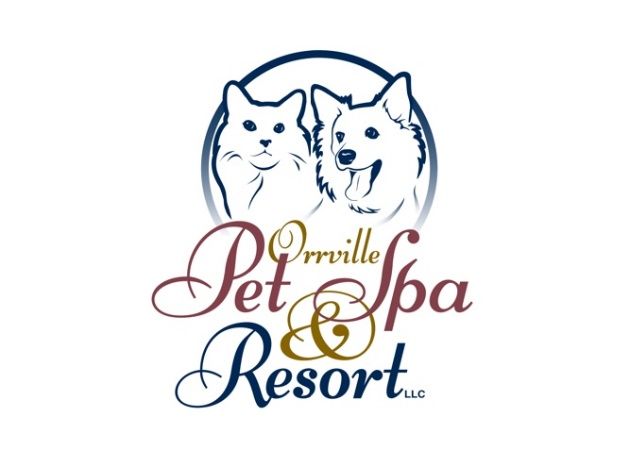 Orrville
Pet Spa
&
Resort LLC